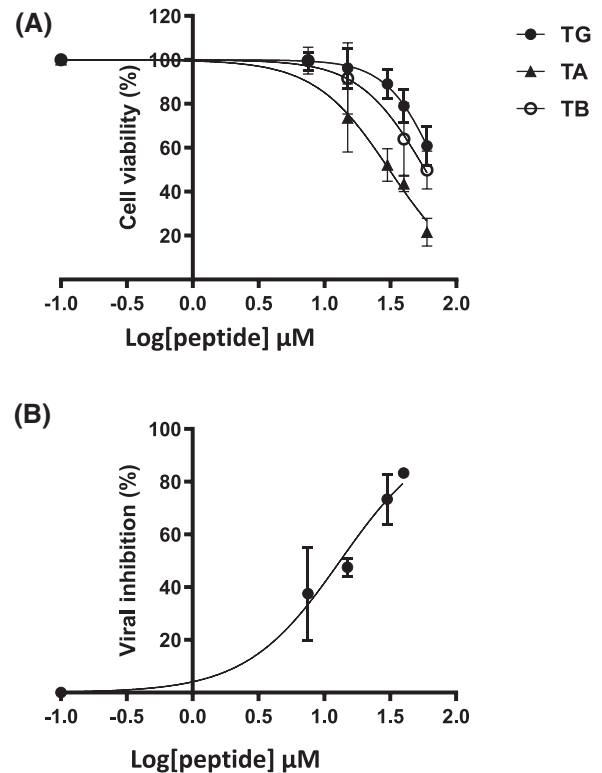 (A)
120
100
80
60
40
20
Cell viability (%)
-1.0 -0.5 0.0 0.5 1.0 1.5 2.0
Log[peptide] µM
TG
TA
TB
(B)
100
80
60
40
20
Viral inhibition (%)
-1.0 -0.5 0.0 0.5 1.0 1.5 2.0
Log[peptide] µM